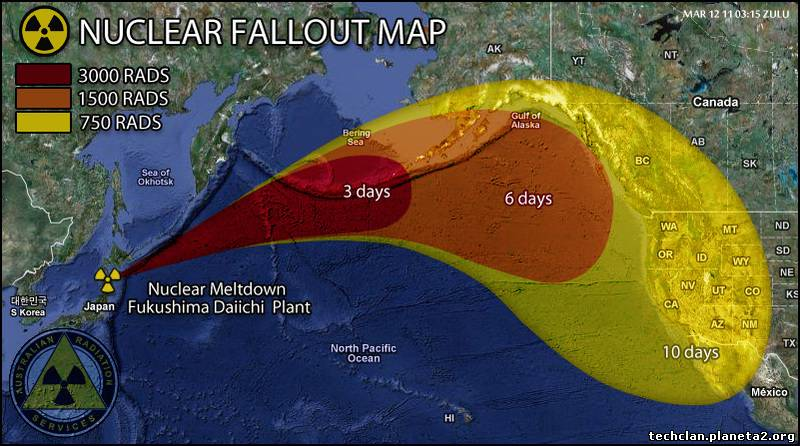 MAR 12 11 03:15 ZULU
NUCLEAR FALLOUT MAP
3000 RADS
1500 RADS
750 RADS
AK
YT
NT
Canada
Bering
Sea
Gulf of
Alaska
Sea of
Okhotsk
BC
AB
SK
3 days
6 days
WA
MT
ND
OR
ID
WY
SD
NE
NV
UT
CO
KS
CA
AZ
NM
TX
10 days
대한민국
S Korea
Japan
Nuclear Meltdown
Fukushima Daiichi Plant
North Pacific
Ocean
HI
México
AUSTRALIAN RADIATION
SERVICES
techclan.planeta2.org